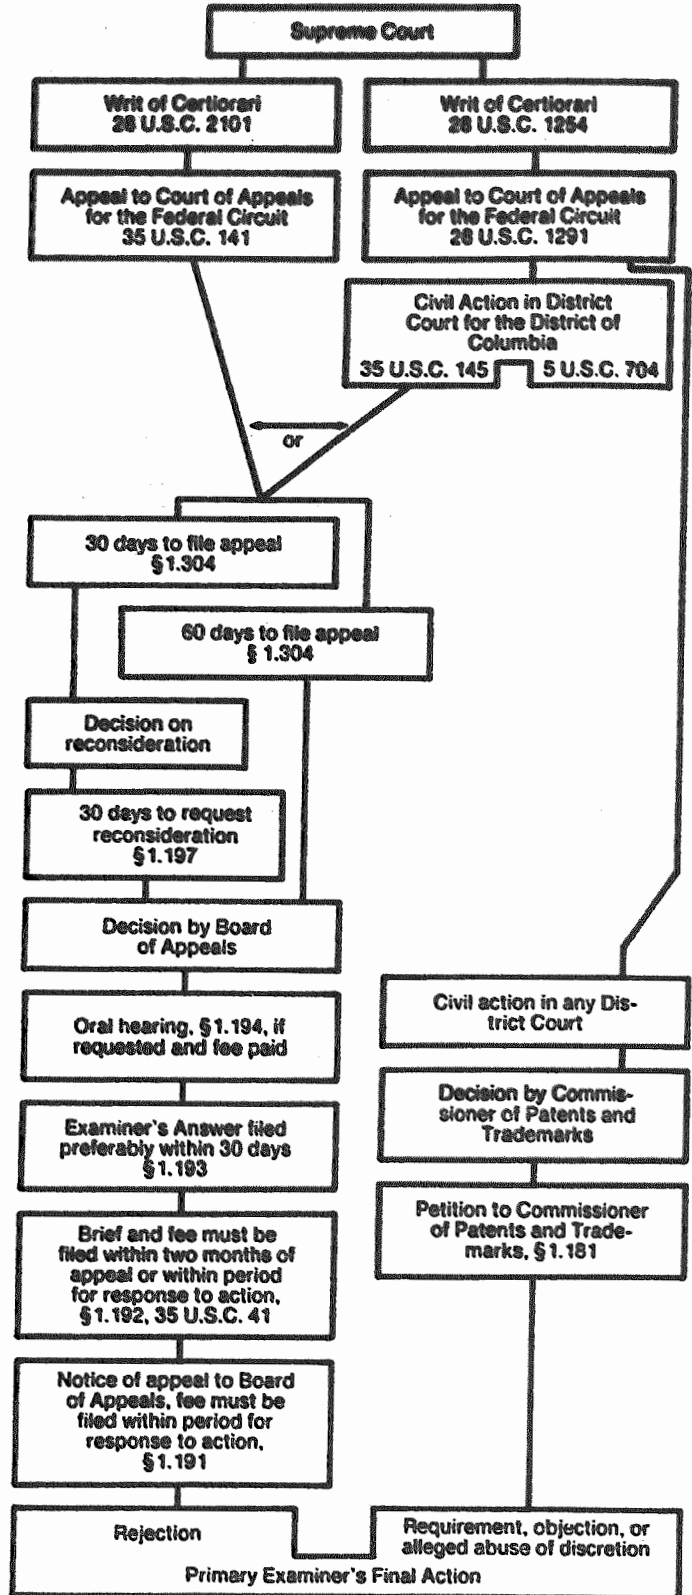 Supreme Court
Writ of Certiorari
28 U.S.C. 2101
Writ of Certiorari
28 U.S.C. 1254
Appeal to Court of Appeals
for the Federal Circuit
35 U.S.C. 141
Appeal to Court of Appeals
for the Federal Circuit
28 U.S.C. 1291
Civil Action in District
Court for the District of
Columbia
35 U.S.C. 145
5 U.S.C. 704
or
30 days to file appeal
§ 1.304
60 days to file appeal
§ 1.304
Decision on
reconsideration
30 days to request
reconsideration
§1.197
Decision by Board
of Appeals
Oral hearing, §1.194, if
requested and fee paid
Examiner's Answer filed
preferably within 30 days
§1.193
Brief and fee must be
filed within two months of
appeal or within period
for response to action,
§1.192, 35 U.S.C. 41
Notice of appeal to Board
of Appeals, fee must be
filed within period for
response to action,
§1.191
Civil action in any Dis-
trict Court
Decision by Commis-
sioner of Patents and
Trademarks
Petition to Commissioner
of Patents and Trade-
marks, §1.181
Rejection
Requirement, objection, or
alleged abuse of discretion
Primary Examiner's Final Action